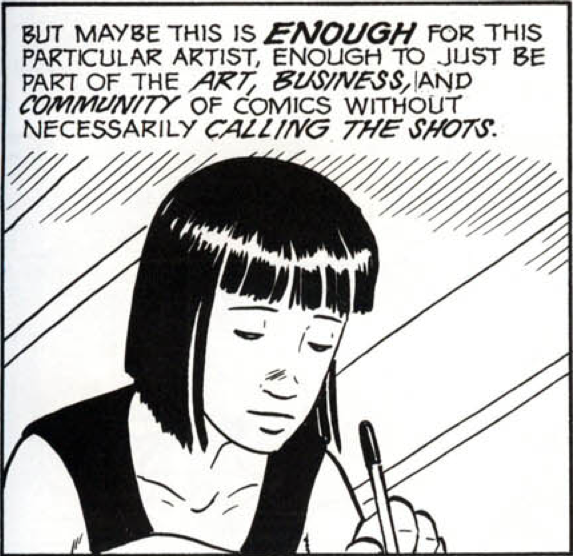 BUT MAYBE THIS IS ENOUGH FOR THIS
PARTICULAR ARTIST, ENOUGH TO JUST BE
PART OF THE ART, BUSINESS, AND
COMMUNITY OF COMICS WITHOUT
NECESSARILY CALLING THE SHOTS.